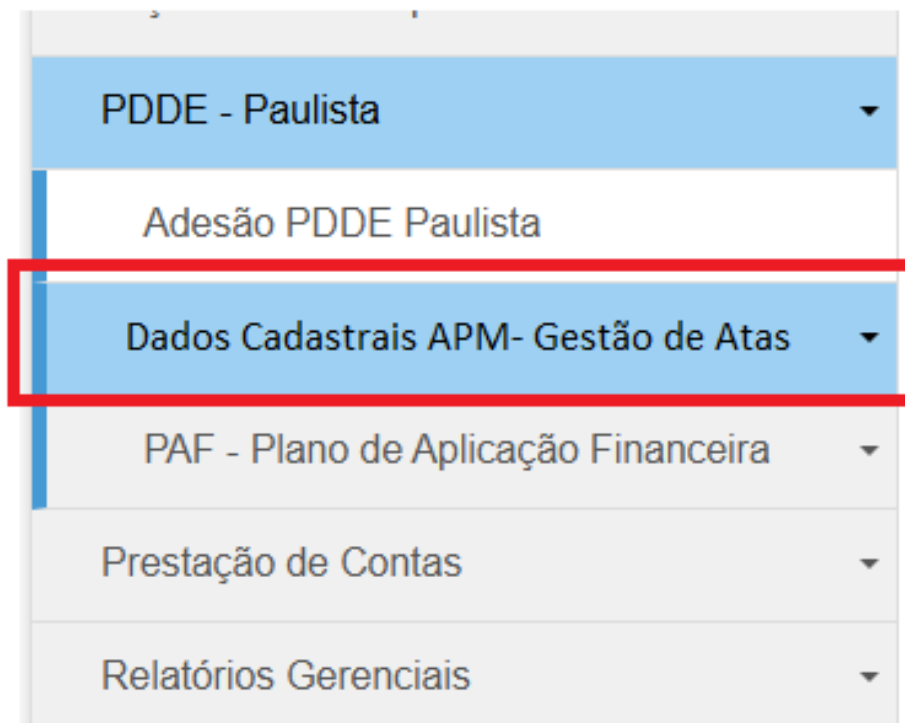 PDDE - Paulista
Adesão PDDE Paulista
Dados Cadastrais APM- Gestão de Atas
PAF - Plano de Aplicação Financeira
Prestação de Contas
Relatórios Gerenciais